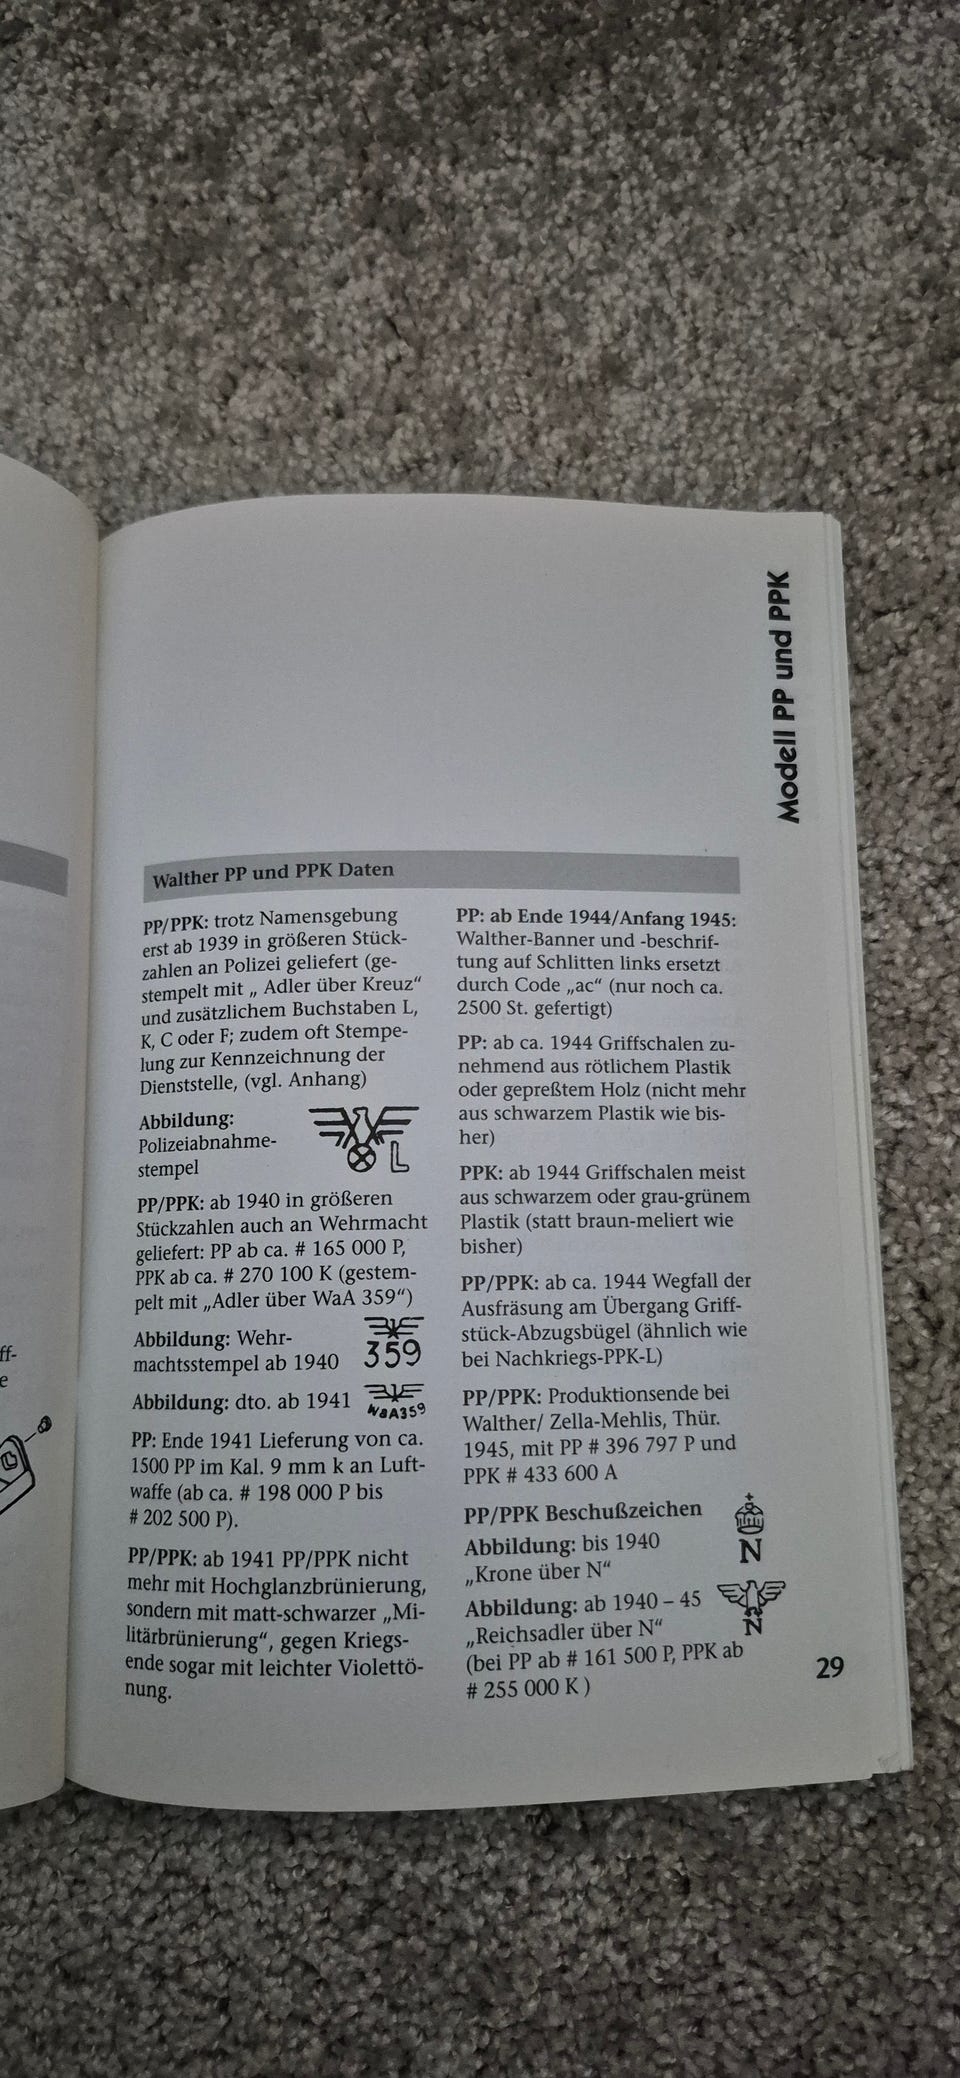 Modell PP und PPK
Walther PP und PPK Daten
PP/PPK: trotz Namensgebung
erst ab 1939 in größeren Stück-
zahlen an Polizei geliefert (ge-
stempelt mit „ Adler über Kreuz“
und zusätzlichem Buchstaben L,
K, C oder F; zudem oft Stempe-
lung zur Kennzeichnung der
Dienststelle, (vgl. Anhang)
Abbildung:
Polizeiabnahme-
stempel
L
PP/PPK: ab 1940 in größeren
Stückzahlen auch an Wehrmacht
geliefert: PP ab ca. # 165 000 P,
PPK ab ca. # 270 100 K (gestem-
pelt mit „Adler über WaA 359“)
Abbildung: Wehr-
machtsstempel ab 1940
359
Abbildung: dto. ab 1941
WaA359
PP: Ende 1941 Lieferung von ca.
1500 PP im Kal. 9 mm k an Luft-
waffe (ab ca. # 198 000 P bis
# 202 500 P).
PP/PPK: ab 1941 PP/PPK nicht
mehr mit Hochglanzbrünierung,
sondern mit matt-schwarzer „Mi-
litärbrünierung“, gegen Kriegs-
ende sogar mit leichter Violettö-
nung.
PP: ab Ende 1944/Anfang 1945:
Walther-Banner und -beschrif-
tung auf Schlitten links ersetzt
durch Code „ac“ (nur noch ca.
2500 St. gefertigt)
PP: ab ca. 1944 Griffschalen zu-
nehmend aus rötlichem Plastik
oder gepreßtem Holz (nicht mehr
aus schwarzem Plastik wie bis-
her)
PPK: ab 1944 Griffschalen meist
aus schwarzem oder grau-grünem
Plastik (statt braun-meliert wie
bisher)
PP/PPK: ab ca. 1944 Wegfall der
Ausfräsung am Übergang Griff-
stück-Abzugsbügel (ähnlich wie
bei Nachkriegs-PPK-L)
PP/PPK: Produktionsende bei
Walther/ Zella-Mehlis, Thür.
1945, mit PP # 396 797 P und
PPK # 433 600 A
PP/PPK Beschußzeichen
Abbildung: bis 1940
„Krone über N“
N
Abbildung: ab 1940 – 45
„Reichsadler über N“
N
(bei PP ab # 161 500 P, PPK ab
# 255 000 K )
29
ff-
e